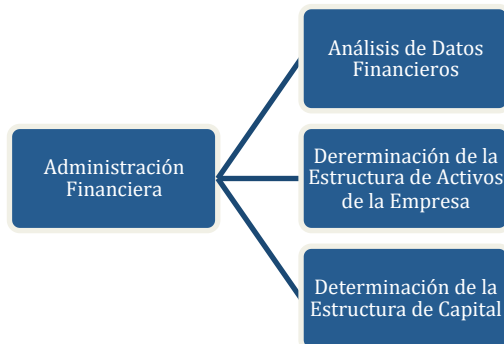 Análisis de Datos
Financieros
Administración
Financiera
Dererminación de la
Estructura de Activos
de la Empresa
Determinación de la
Estructura de Capital